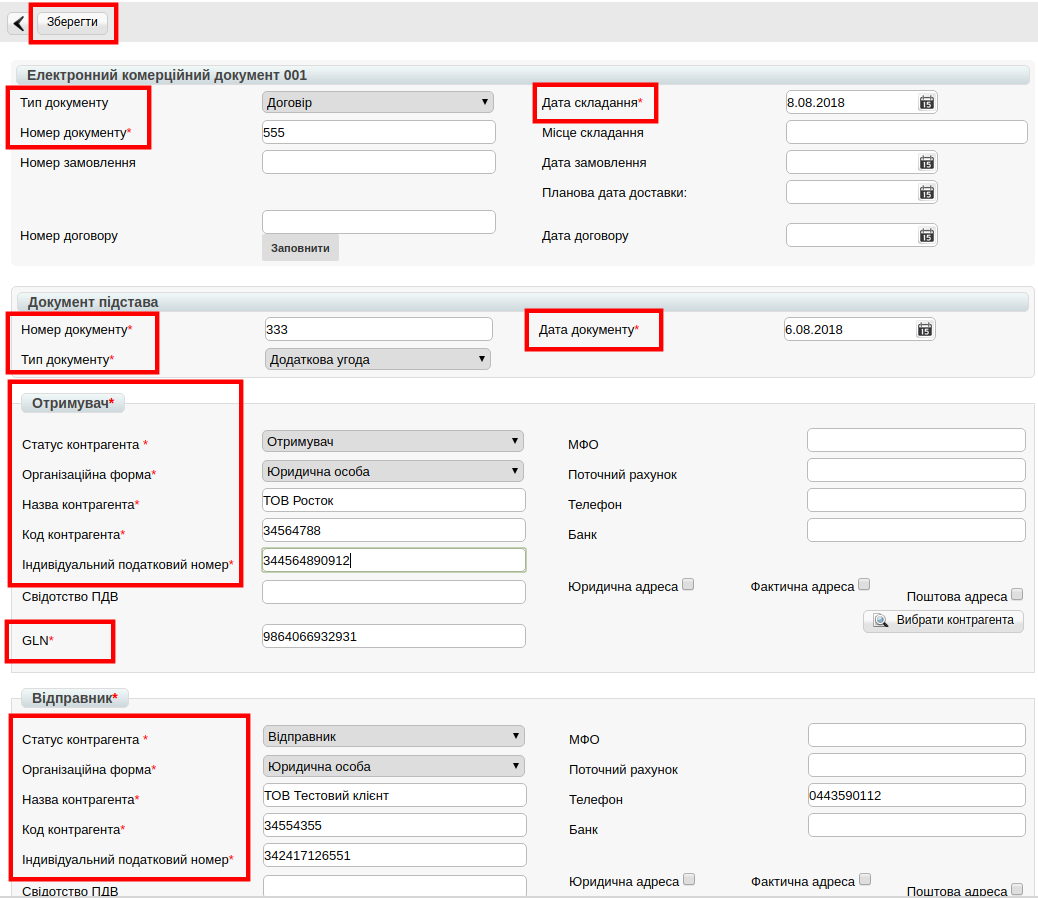 Зберегти
Електронний комерційний документ 001
Тип документу Договір Дата складання* 8.08.2018
Номер документу* 555 Місце складання
Номер замовлення Дата замовлення
Планова дата доставки:
Номер договору Дата договору
Заповнити
Документ підстава
Номер документу* 333 Дата документу* 6.08.2018
Тип документу* Додаткова угода
Отримувач*
Статус контрагента * Отримувач МФО
Організаційна форма* Юридична особа Поточний рахунок
Назва контрагента* ТОВ Росток Телефон
Код контрагента* 34564788 Банк
Індивідуальний податковий номер* 344564890912
Юридична адреса Фактична адреса Поштова адреса
Свідотство ПДВ
Вибрати контрагента
GLN* 9864066932931
Відправник*
Статус контрагента * Відправник МФО
Організаційна форма* Юридична особа Поточний рахунок
Назва контрагента* ТОВ Тестовий клієнт Телефон 0443590112
Код контрагента* 34554355 Банк
Індивідуальний податковий номер* 342417126551
Юридична адреса Фактична адреса Поштова адреса
Свідотство ПДВ